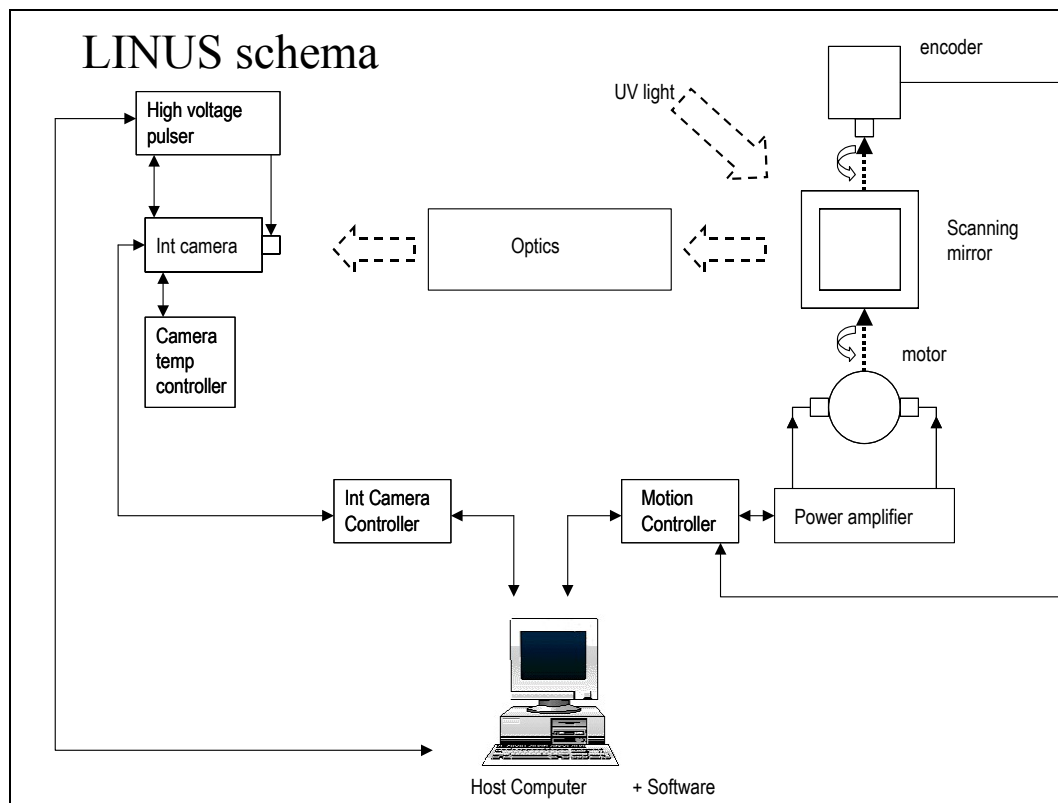 LINUS schema
encoder
UV light
High voltage
pulser
Int camera
Optics
Scanning
mirror
Camera
temp
controller
motor
Int Camera
Controller
Motion
Controller
Power amplifier
Host Computer + Software